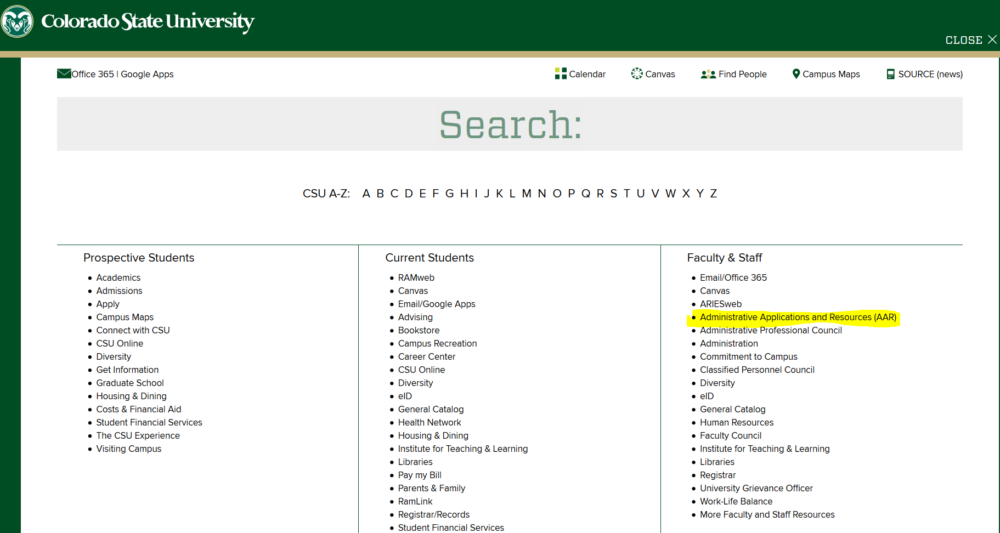 Colorado State University
CLOSE
Office 365 | Google Apps
Calendar
Canvas
Find People
Campus Maps
SOURCE (news)
Search:
CSU A-Z: A B C D E F G H I J K L M N O P Q R S T U V W X Y Z
Prospective Students
Academics
Admissions
Apply
Campus Maps
Connect with CSU
CSU Online
Diversity
Get Information
Graduate School
Housing & Dining
Costs & Financial Aid
Student Financial Services
The CSU Experience
Visiting Campus
Current Students
RAMweb
Canvas
Email/Google Apps
Advising
Bookstore
Campus Recreation
Career Center
CSU Online
Diversity
eID
General Catalog
Health Network
Housing & Dining
Institute for Teaching & Learning
Libraries
Pay my Bill
Parents & Family
RamLink
Registrar/Records
Student Financial Services
Faculty & Staff
Email/Office 365
Canvas
ARIESweb
Administrative Applications and Resources (AAR)
Administrative Professional Council
Administration
Commitment to Campus
Classified Personnel Council
Diversity
eID
General Catalog
Human Resources
Faculty Council
Institute for Teaching & Learning
Libraries
Registrar
University Grievance Officer
Work-Life Balance
More Faculty and Staff Resources